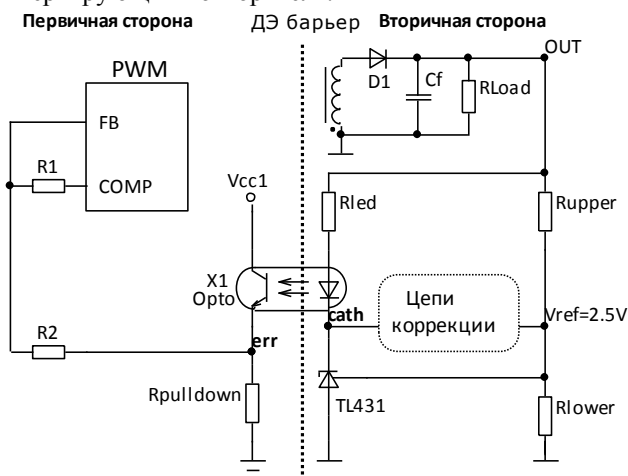 Первичная сторона
ДЭ барьер
Вторичная сторона
PWM
FB
COMP
R1
R2
Vcc1
X1
Opto
err
Rpulldown
D1
Cf
RLoad
OUT
Rled
Rupper
Цепи
коррекции
cath
Vref=2.5V
TL431
Rlower